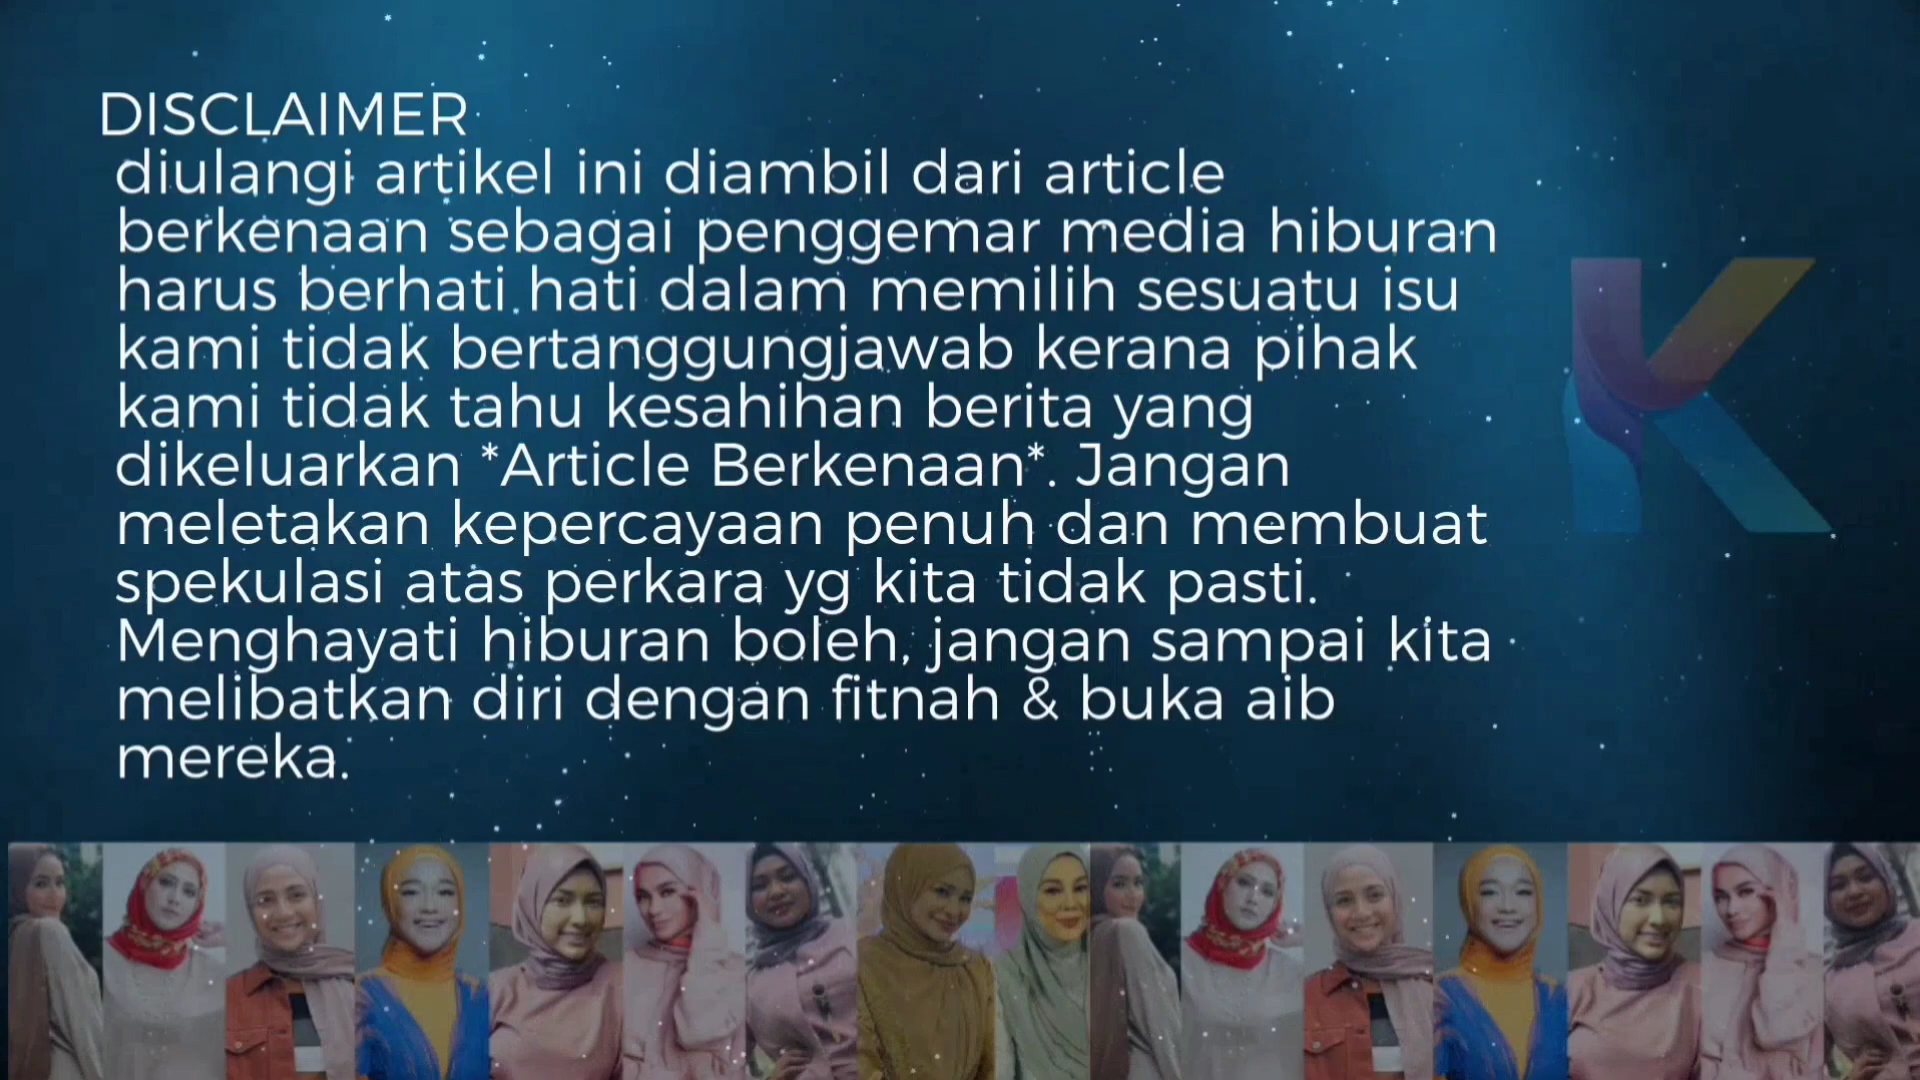 DISCLAIMER
diulangi artikel ini diambil dari article
berkenaan sebagai penggemar media hiburan
harus berhati hati dalam memilih sesuatu isu
kami tidak bertanggungjawab kerana pihak
kami tidak tahu kesahihan berita yang
dikeluarkan *Article Berkenaan*. Jangan
meletakan kepercayaan penuh dan membuat
spekulasi atas perkara yg kita tidak pasti.
Menghayati hiburan boleh, jangan sampai kita
melibatkan diri dengan fitnah & buka aib
mereka.
K